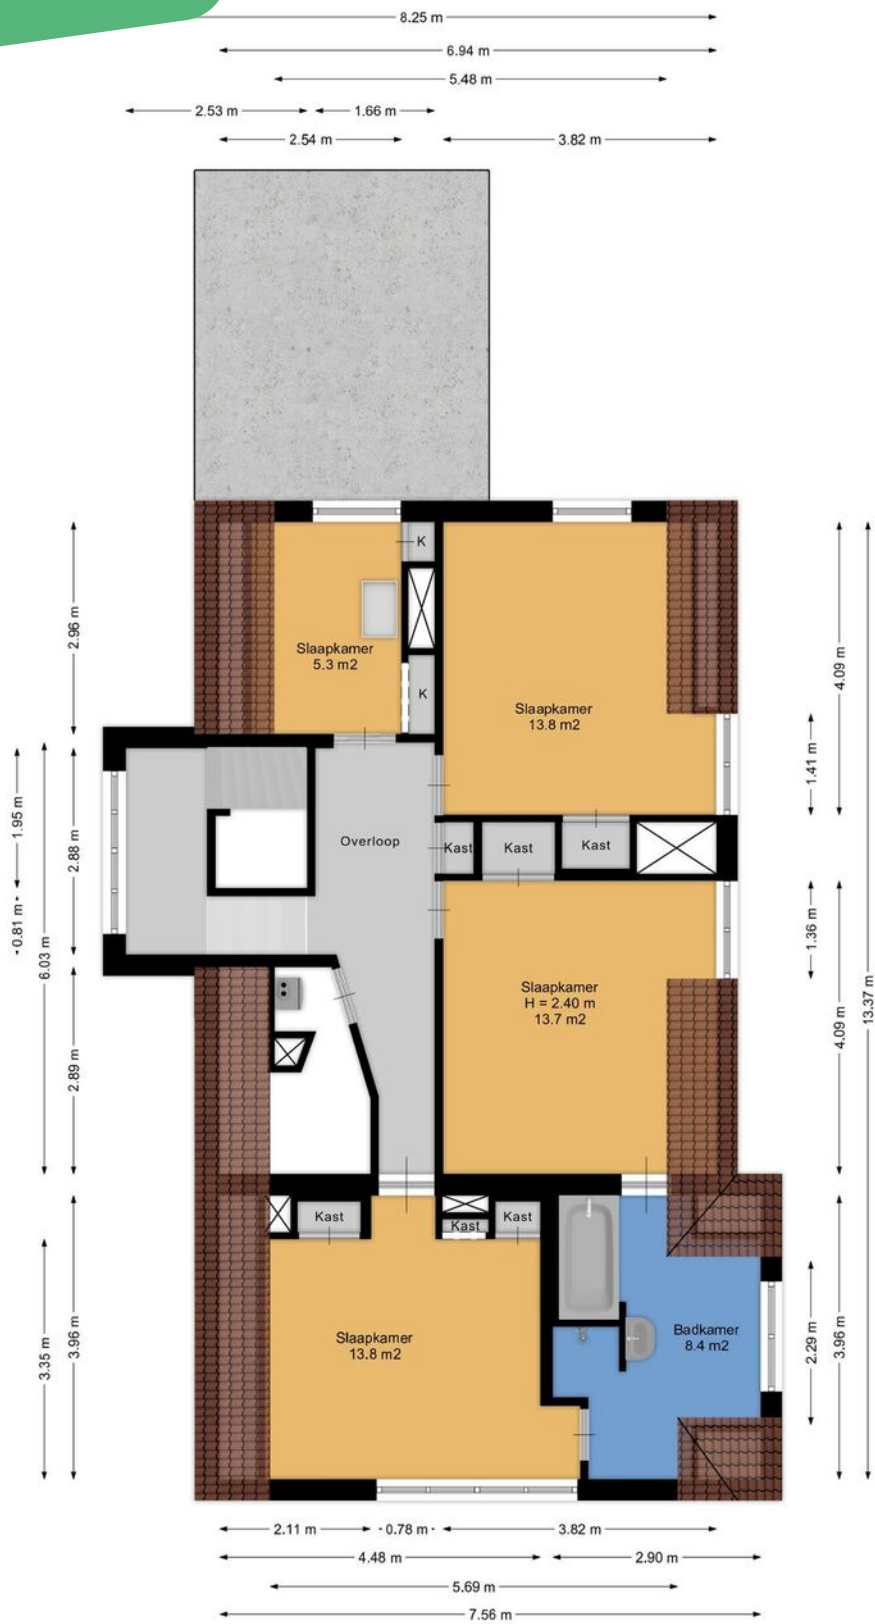 8.25 m
6.94 m
5.48 m
2.53 m
1.66 m
2.54 m
3.82 m
K
2.96 m
Slaapkamer
5.3 m2
K
Slaapkamer
13.8 m2
4.09 m
1.41 m
1.95 m
2.88 m
Overloop
Kast
Kast
Kast
0.81 m
6.03 m
1.36 m
Slaapkamer
H = 2.40 m
13.7 m2
13.37 m
4.09 m
2.89 m
Kast
Kast
Kast
Slaapkamer
13.8 m2
Badkamer
8.4 m2
3.35 m
3.96 m
2.29 m
3.96 m
2.11 m
0.78 m
3.82 m
4.48 m
2.90 m
5.69 m
7.56 m